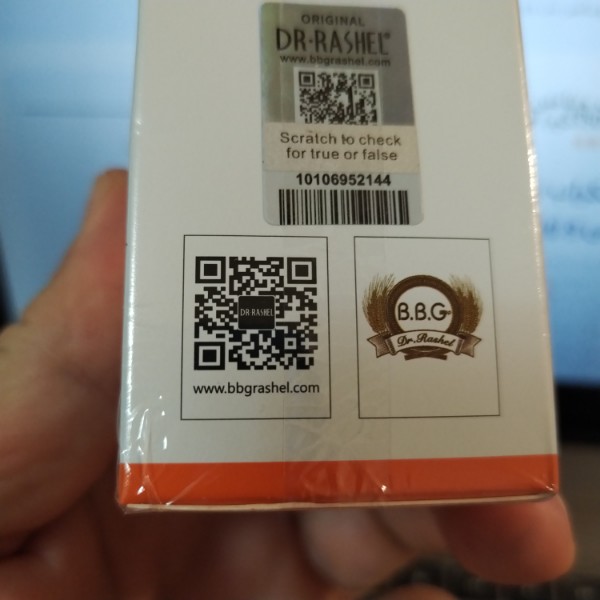 ORIGINAL
DR·RASHEL®
www.bbgrashel.com
Scratch to check
for true or false
10106952144
DR·RASHEL
www.bbgrashel.com
B.B.G
Dr.Rashel